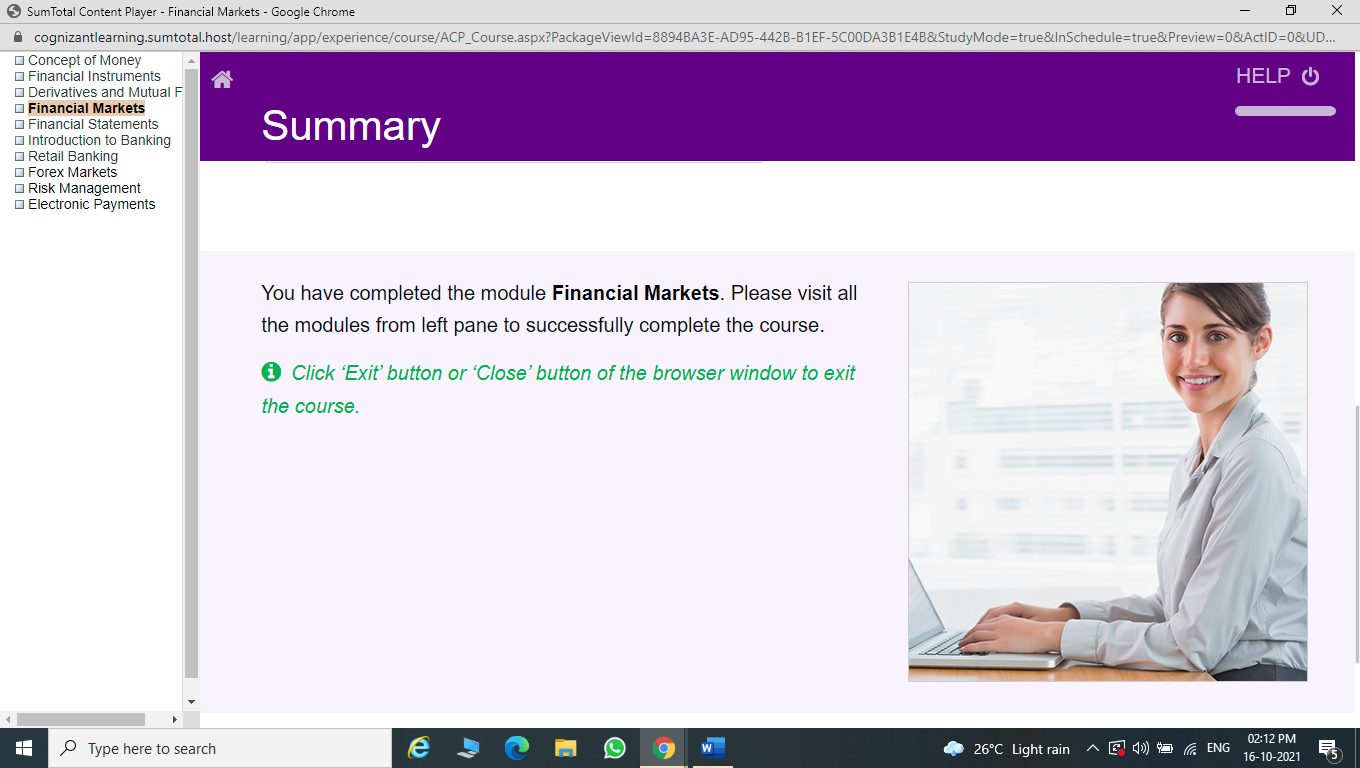 SumTotal Content Player - Financial Markets - Google Chrome
cognizantlearning.sumtotal.host/learning/app/experience/course/ACP_Course.aspx?PackageViewId=8894BA3E-AD95-442B-B1EF-5C00DA3B1E4B&StudyMode=true&InSchedule=true&Preview=0&ActID=0&UD...
Concept of Money
Financial Instruments
Derivatives and Mutual F
Financial Markets
Financial Statements
Introduction to Banking
Retail Banking
Forex Markets
Risk Management
Electronic Payments
HELP
Summary
You have completed the module Financial Markets. Please visit all
the modules from left pane to successfully complete the course.
Click ‘Exit’ button or ‘Close’ button of the browser window to exit
the course.
Type here to search
26°C Light rain
ENG
02:12 PM
16-10-2021
5